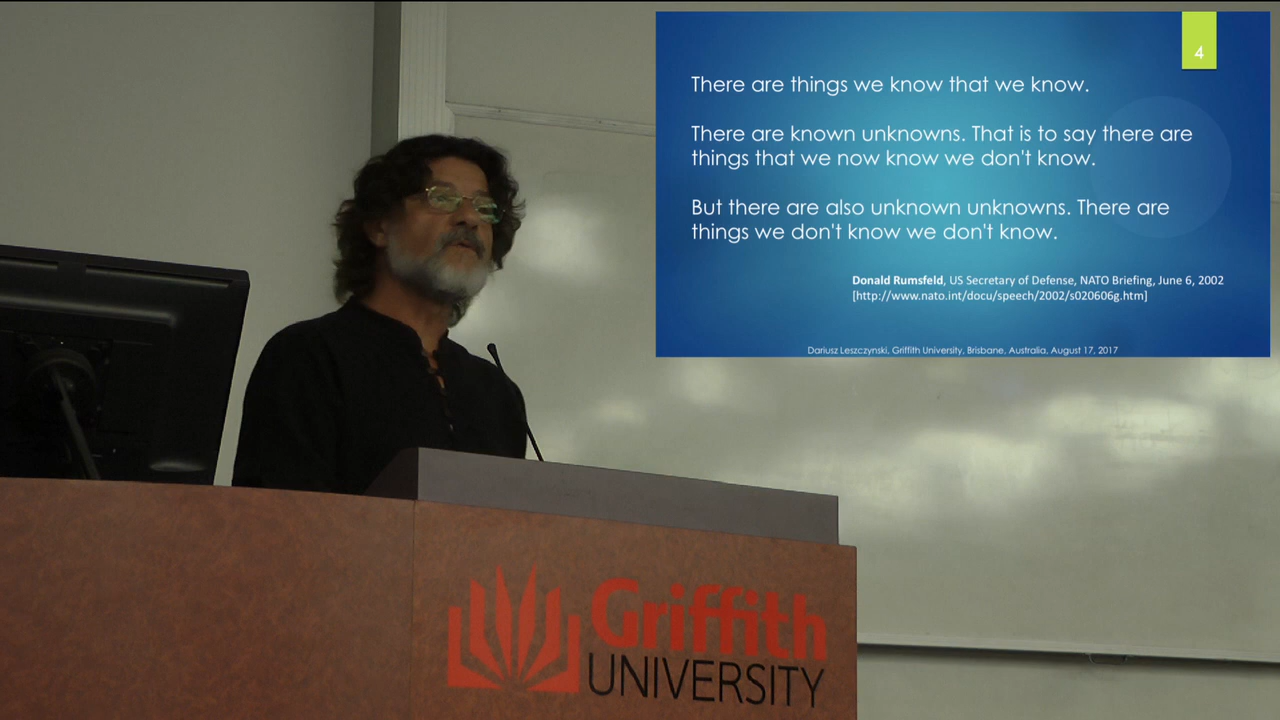 4
There are things we know that we know.
There are known unknowns. That is to say there are
things that we now know we don't know.
But there are also unknown unknowns. There are
things we don't know we don't know.
Donald Rumsfeld, US Secretary of Defense, NATO Briefing, June 6, 2002
[http://www.nato.int/docu/speech/2002/s020606g.htm]
Dariusz Leszczynski, Griffith University, Brisbane, Australia, August 17, 2017
Griffith
UNIVERSITY